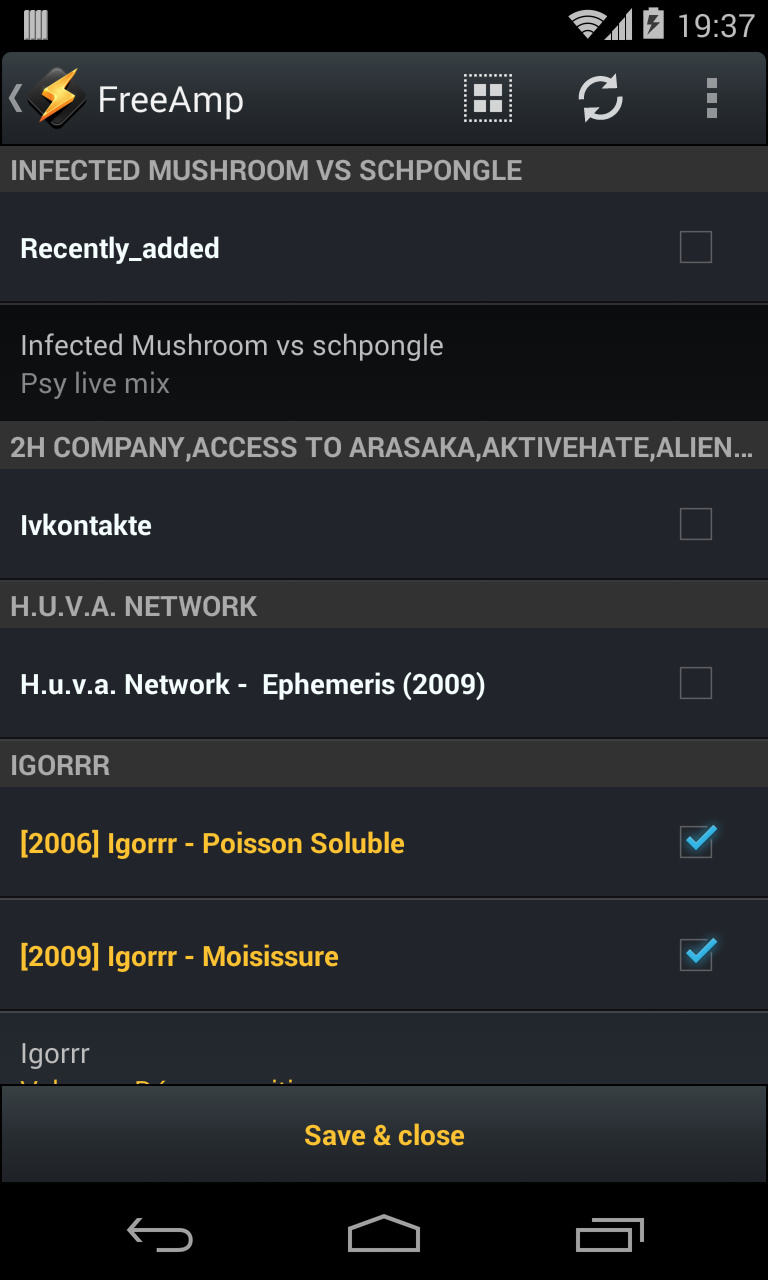 19:37
FreeAmp
INFECTED MUSHROOM VS SCHPONGLE
Recently_added
Infected Mushroom vs schpongle
Psy live mix
2H COMPANY,ACCESS TO ARASAKA,AKTIVEHATE,ALIEN...
Ivkontakte
H.U.V.A. NETWORK
H.u.v.a. Network -  Ephemeris (2009)
IGORRR
[2006] Igorrr - Poisson Soluble
[2009] Igorrr - Moisissure
Igorrr
Save & close